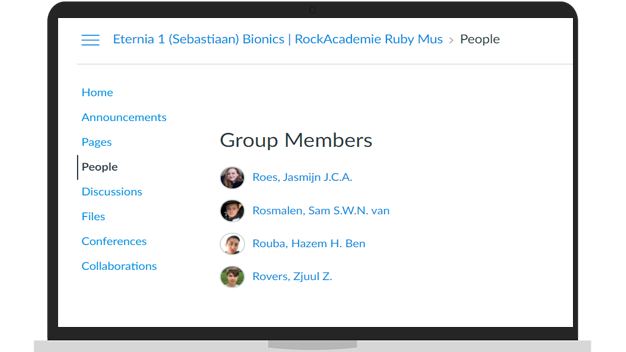 Eternia 1 (Sebastiaan) Bionics | RockAcademie Ruby Mus > People
Home
Announcements
Pages
People
Discussions
Files
Conferences
Collaborations
Group Members
Roes, Jasmijn J.C.A.
Rosmalen, Sam S.W.N. van
Rouba, Hazem H. Ben
Rovers, Zjuul Z.